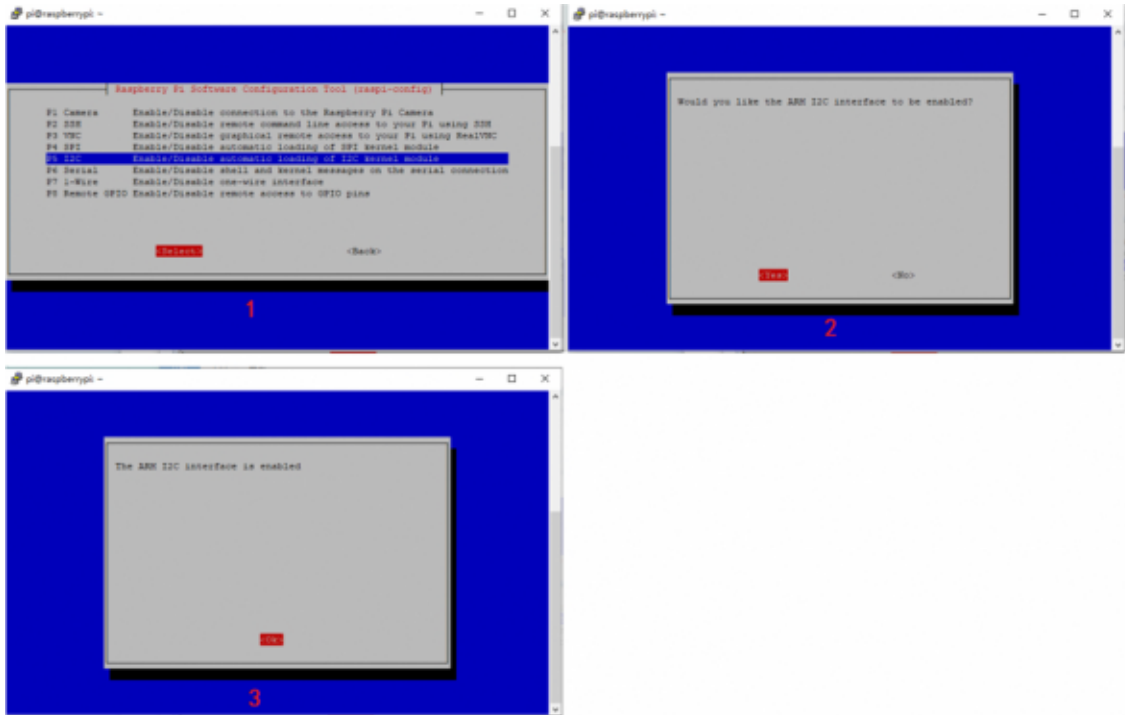 pi@raspberrypi: ~
Raspberry Pi Software Configuration Tool (raspi-config)
P1 Camera Enable/Disable connection to the Raspberry Pi Camera
P2 SSH Enable/Disable remote command line access to your Pi using SSH
P3 VNC Enable/Disable graphical remote access to your Pi using RealVNC
P4 SPI Enable/Disable automatic loading of SPI kernel module
P5 I2C Enable/Disable automatic loading of I2C kernel module
P6 Serial Enable/Disable shell and kernel messages on the serial connection
P7 1-Wire Enable/Disable one-wire interface
P8 Remote GPIO Enable/Disable remote access to GPIO pins
<Select> <Back>
1
pi@raspberrypi: ~
Would you like the ARM I2C interface to be enabled?
<Yes> <No>
2
pi@raspberrypi: ~
The ARM I2C interface is enabled
<Ok>
3